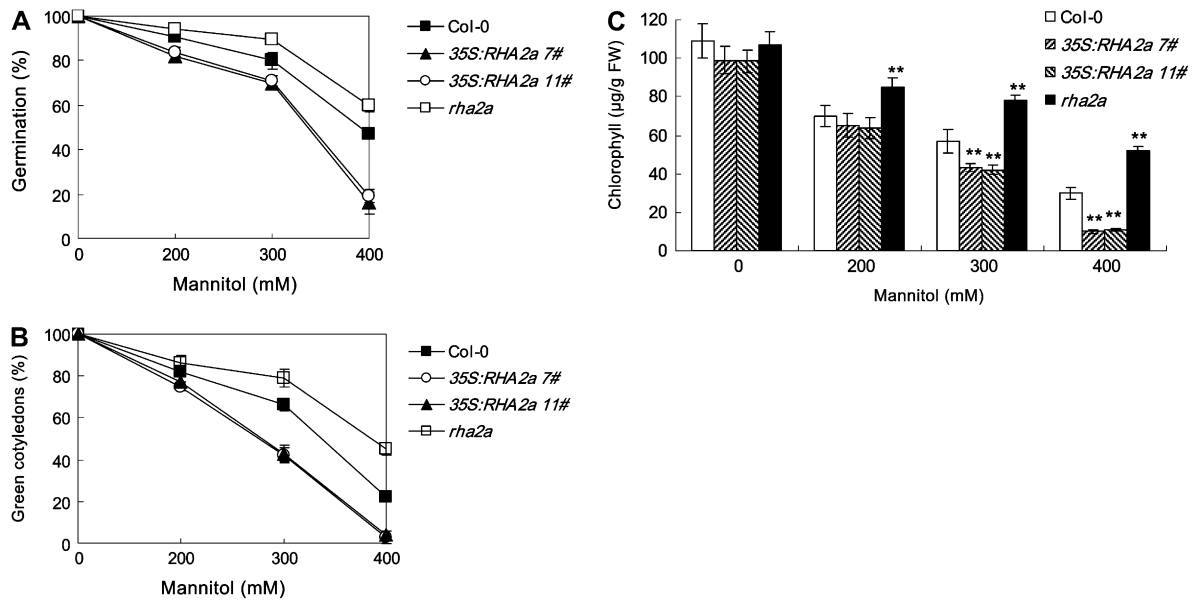 A
Germination (%)
100
80
60
40
20
0
0 200 300 400
Mannitol (mM)
Col-0
35S:RHA2a 7#
35S:RHA2a 11#
rha2a
B
Green cotyledons (%)
100
80
60
40
20
0
0 200 300 400
Mannitol (mM)
Col-0
35S:RHA2a 7#
35S:RHA2a 11#
rha2a
C
Chlorophyll (µg/g FW)
120
100
80
60
40
20
0
** ** ** ** ** ** **
0 200 300 400
Mannitol (mM)
Col-0
35S:RHA2a 7#
35S:RHA2a 11#
rha2a